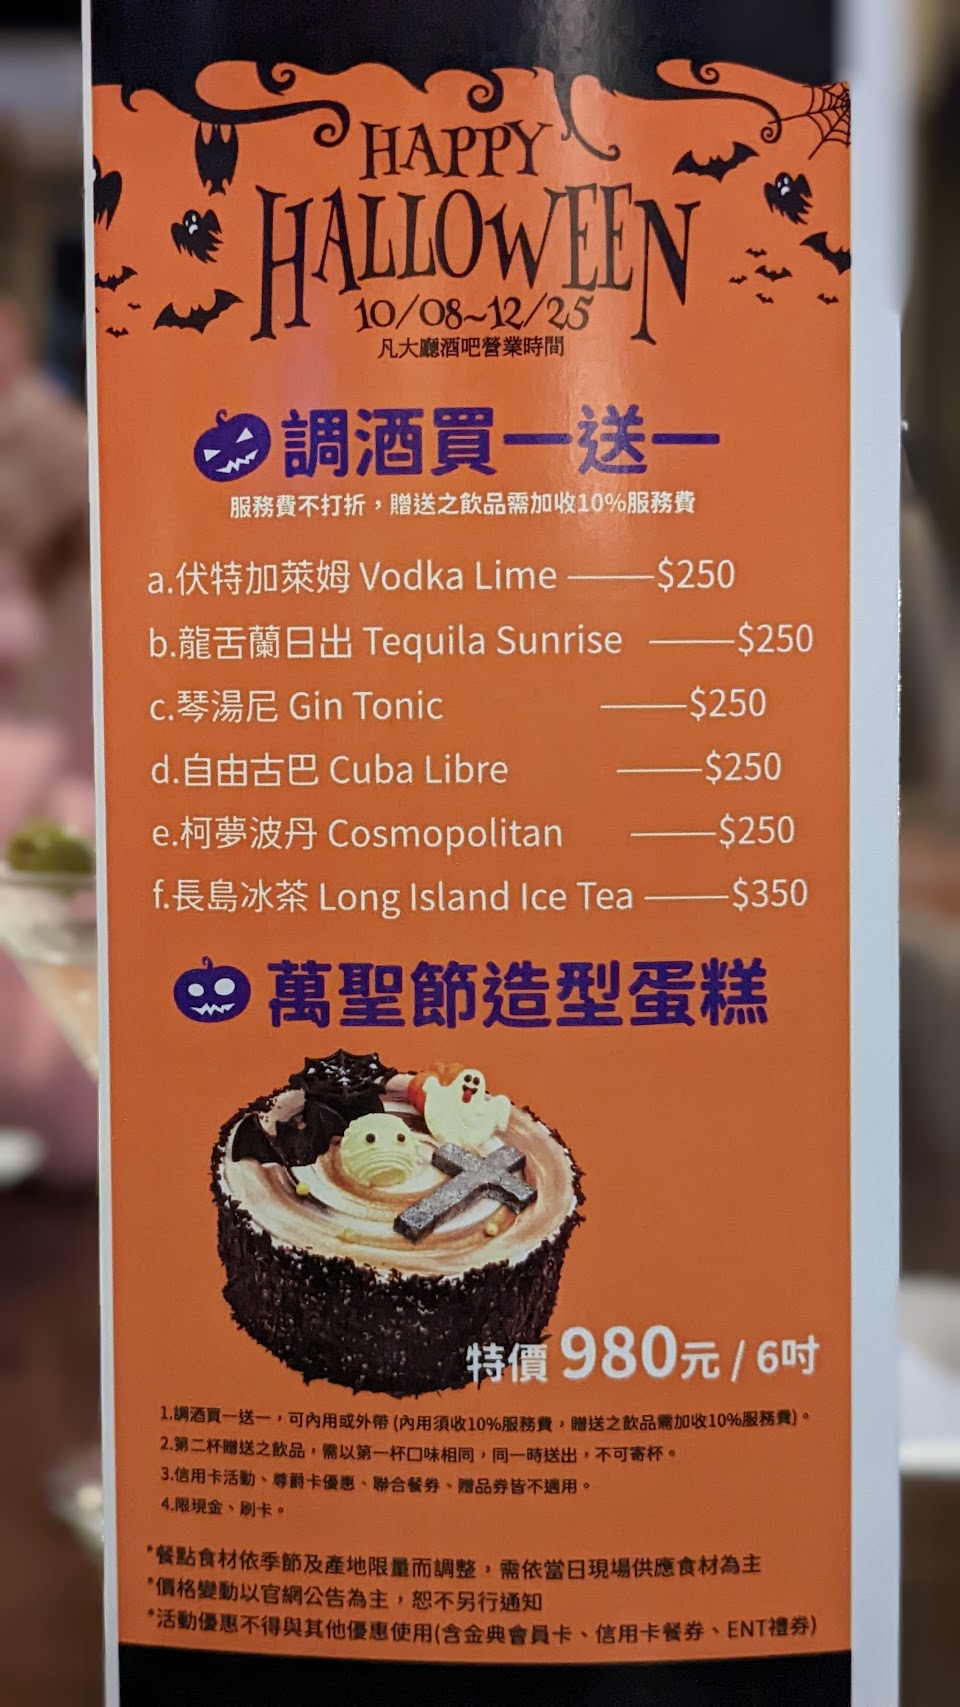 HAPPY
HALLOWEEN
10/08~12/25
凡大廳酒吧營業時間
調酒買一送一
服務費不打折，贈送之飲品需加收10%服務費
a.伏特加萊姆 Vodka Lime ——$250
b.龍舌蘭日出 Tequila Sunrise ——$250
c.琴湯尼 Gin Tonic ——$250
d.自由古巴 Cuba Libre ——$250
e.柯夢波丹 Cosmopolitan ——$250
f.長島冰茶 Long Island Ice Tea ——$350
萬聖節造型蛋糕
特價 980元 / 6吋
1.調酒買一送一，可內用或外帶 (內用須收10%服務費，贈送之飲品需加收10%服務費)。
2.第二杯贈送之飲品，需以第一杯口味相同，同一時送出，不可寄杯。
3.信用卡活動、尊爵卡優惠、聯合餐券、贈品券皆不適用。
4.限現金、刷卡。
*餐點食材依季節及產地限量而調整，需依當日現場供應食材為主
*價格變動以官網公告為主，恕不另行通知
*活動優惠不得與其他優惠使用(含金典會員卡、信用卡餐券、ENT禮券)